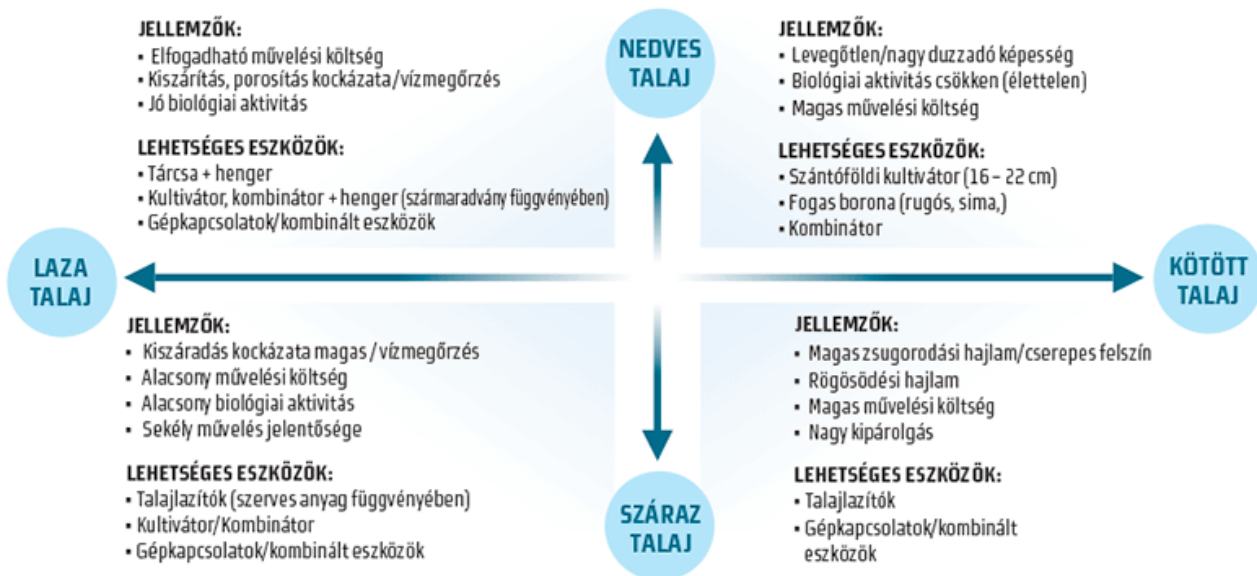 JELLEMZŐK:
▪ Elfogadható művelési költség
▪ Kiszárítás, porosítás kockázata/vízmegőrzés
▪ Jó biológiai aktivitás
LEHETSÉGES ESZKÖZÖK:
▪ Tárcsa + henger
▪ Kultivátor, kombinátor + henger (szármaradvány függvényében)
▪ Gépkapcsolatok/kombinált eszközök
NEDVES
TALAJ
JELLEMZŐK:
▪ Levegőtlen/nagy duzzadó képesség
▪ Biológiai aktivitás csökken (élettelen)
▪ Magas művelési költség
LEHETSÉGES ESZKÖZÖK:
▪ Szántóföldi kultivátor (16 – 22 cm)
▪ Fogas borona (rugós, sima,)
▪ Kombinátor
LAZA
TALAJ
KÖTÖTT
TALAJ
JELLEMZŐK:
▪ Kiszáradás kockázata magas / vízmegőrzés
▪ Alacsony művelési költség
▪ Alacsony biológiai aktivitás
▪ Sekély művelés jelentősége
LEHETSÉGES ESZKÖZÖK:
▪ Talajlazítók (szerves anyag függvényében)
▪ Kultivátor/Kombinátor
▪ Gépkapcsolatok/kombinált eszközök
SZÁRAZ
TALAJ
JELLEMZŐK:
▪ Magas zsugorodási hajlam/cserepes felszín
▪ Rögösödési hajlam
▪ Magas művelési költség
▪ Nagy kipárolgás
LEHETSÉGES ESZKÖZÖK:
▪ Talajlazítók
▪ Gépkapcsolatok/kombinált
eszközök